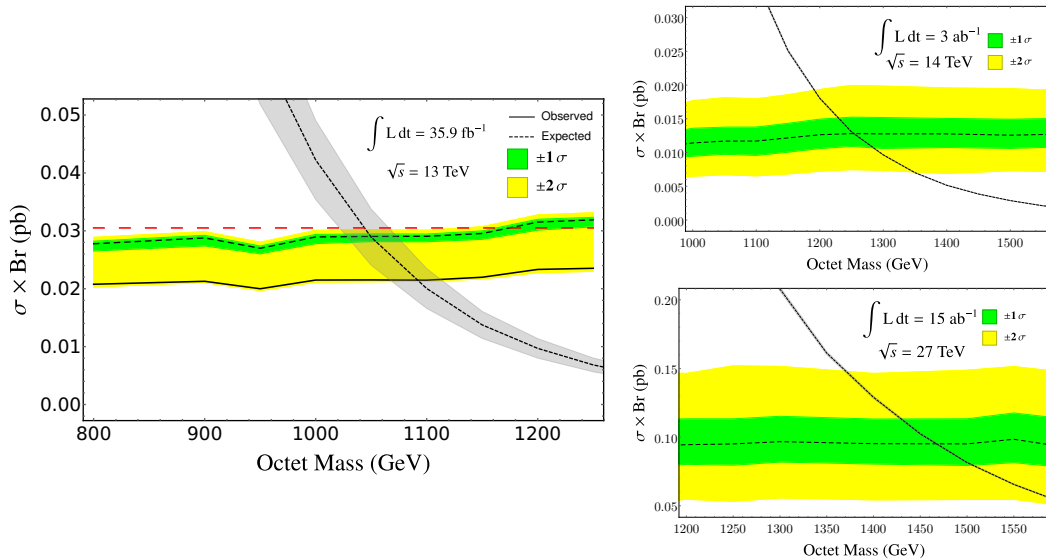 0.05
0.04
0.03
0.02
0.01
0.00
σ × Br (pb)
∫ L dt = 35.9 fb⁻¹
√s = 13 TeV
Observed
Expected
±1 σ
±2 σ
800 900 1000 1100 1200
Octet Mass (GeV)
0.030
0.025
0.020
0.015
0.010
0.005
0.000
σ × Br (pb)
∫ L dt = 3 ab⁻¹
√s = 14 TeV
±1 σ
±2 σ
1000 1100 1200 1300 1400 1500
Octet Mass (GeV)
0.20
0.15
0.10
0.05
σ × Br (pb)
∫ L dt = 15 ab⁻¹
√s = 27 TeV
±1 σ
±2 σ
1200 1250 1300 1350 1400 1450 1500 1550
Octet Mass (GeV)